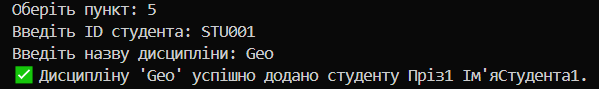 Оберіть пункт: 5
Введіть ID студента: STU001
Введіть назву дисципліни: Geo
✅ Дисципліну 'Geo' успішно додано студенту Пріз1 Ім'яСтудента1.